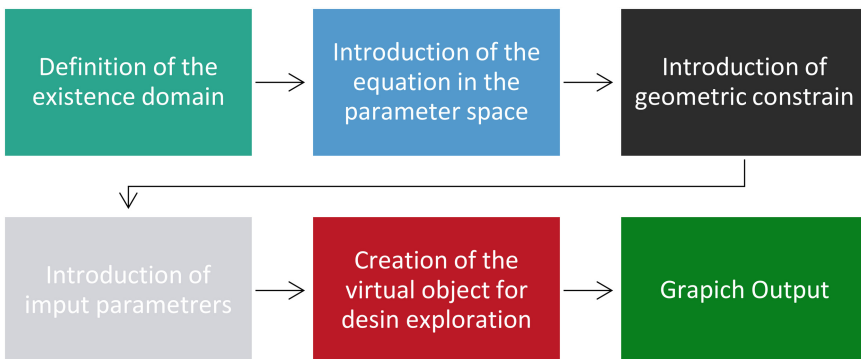 Definition of the
existence domain
Introduction of the
equation in the
parameter space
Introduction of
geometric constrain
Introduction of
imput parametrers
Creation of the
virtual object for
desin exploration
Grapich Output